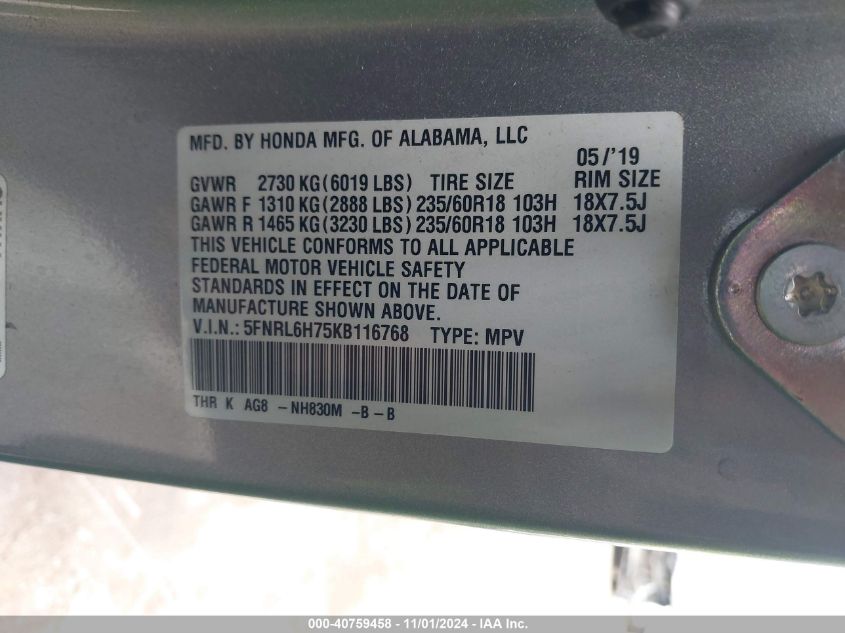 MFD. BY HONDA MFG. OF ALABAMA, LLC
05/'19
GVWR 2730 KG(6019 LBS) TIRE SIZE RIM SIZE
GAWR F 1310 KG(2888 LBS)235/60R18 103H 18X7.5J
GAWR R 1465 KG(3230 LBS)235/60R18 103H 18X7.5J
THIS VEHICLE CONFORMS TO ALL APPLICABLE
FEDERAL MOTOR VEHICLE SAFETY
STANDARDS IN EFFECT ON THE DATE OF
MANUFACTURE SHOWN ABOVE.
V.I.N.: 5FNRL6H75KB116768 TYPE: MPV
THR K AG8 - NH830M - B - B
000-40759458 - 11/01/2024 - IAA Inc.